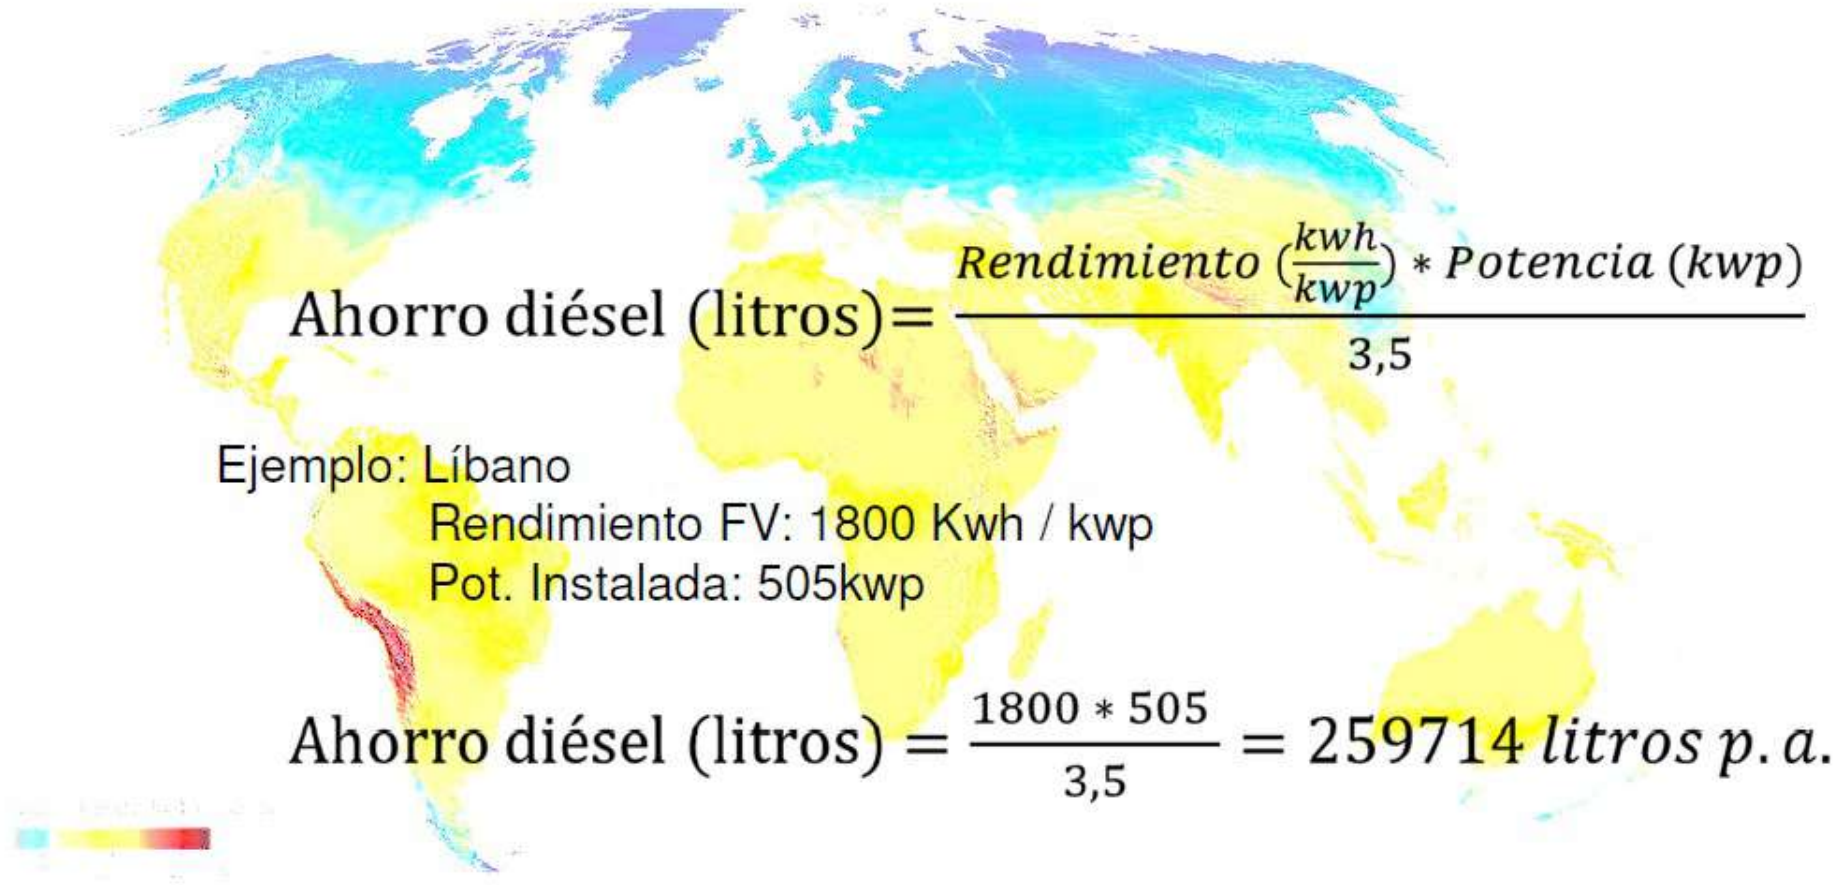 Ahorro diésel (litros)= Rendimiento (kwh/kwp) * Potencia (kwp) / 3,5
Ejemplo: Líbano
Rendimiento FV: 1800 Kwh / kwp
Pot. Instalada: 505kwp
Ahorro diésel (litros) = 1800 * 505 / 3,5 = 259714 litros p.a.